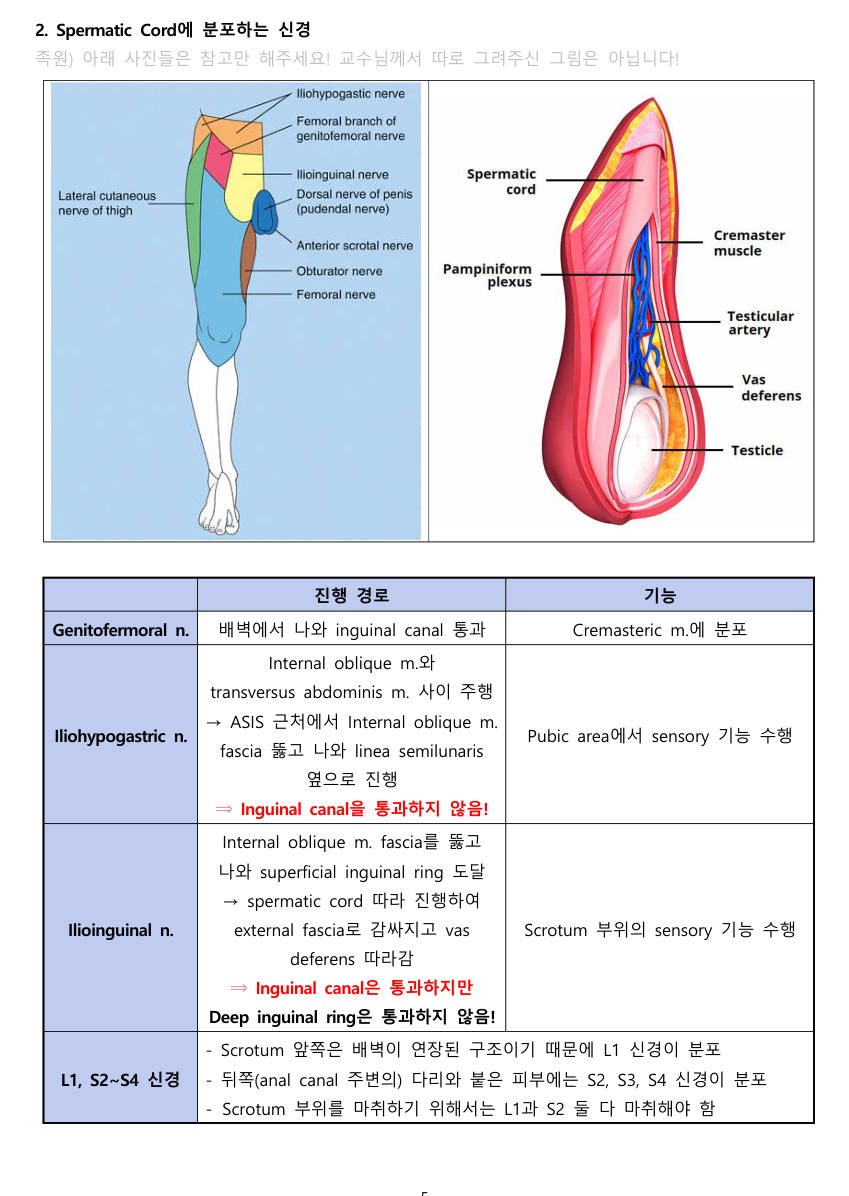 2. Spermatic Cord에 분포하는 신경
족원) 아래 사진들은 참고만 해주세요! 교수님께서 따로 그려주신 그림은 아닙니다!
Iliohypogastic nerve
Femoral branch of
genitofemoral nerve
Ilioinguinal nerve
Lateral cutaneous
nerve of thigh
Dorsal nerve of penis
(pudendal nerve)
Anterior scrotal nerve
Obturator nerve
Femoral nerve
Spermatic
cord
Cremaster
muscle
Pampiniform
plexus
Testicular
artery
Vas
deferens
Testicle
진행 경로
기능
Genitofermoral n.
배벽에서 나와 inguinal canal 통과
Cremasteric m.에 분포
Iliohypogastric n.
Internal oblique m.와
transversus abdominis m. 사이 주행
→ ASIS 근처에서 Internal oblique m.
fascia 뚫고 나와 linea semilunaris
옆으로 진행
⇒ Inguinal canal을 통과하지 않음!
Pubic area에서 sensory 기능 수행
Ilioinguinal n.
Internal oblique m. fascia를 뚫고
나와 superficial inguinal ring 도달
→ spermatic cord 따라 진행하여
external fascia로 감싸지고 vas
deferens 따라감
⇒ Inguinal canal은 통과하지만
Deep inguinal ring은 통과하지 않음!
Scrotum 부위의 sensory 기능 수행
L1, S2~S4 신경
- Scrotum 앞쪽은 배벽이 연장된 구조이기 때문에 L1 신경이 분포
- 뒤쪽(anal canal 주변의) 다리와 붙은 피부에는 S2, S3, S4 신경이 분포
- Scrotum 부위를 마취하기 위해서는 L1과 S2 둘 다 마취해야 함